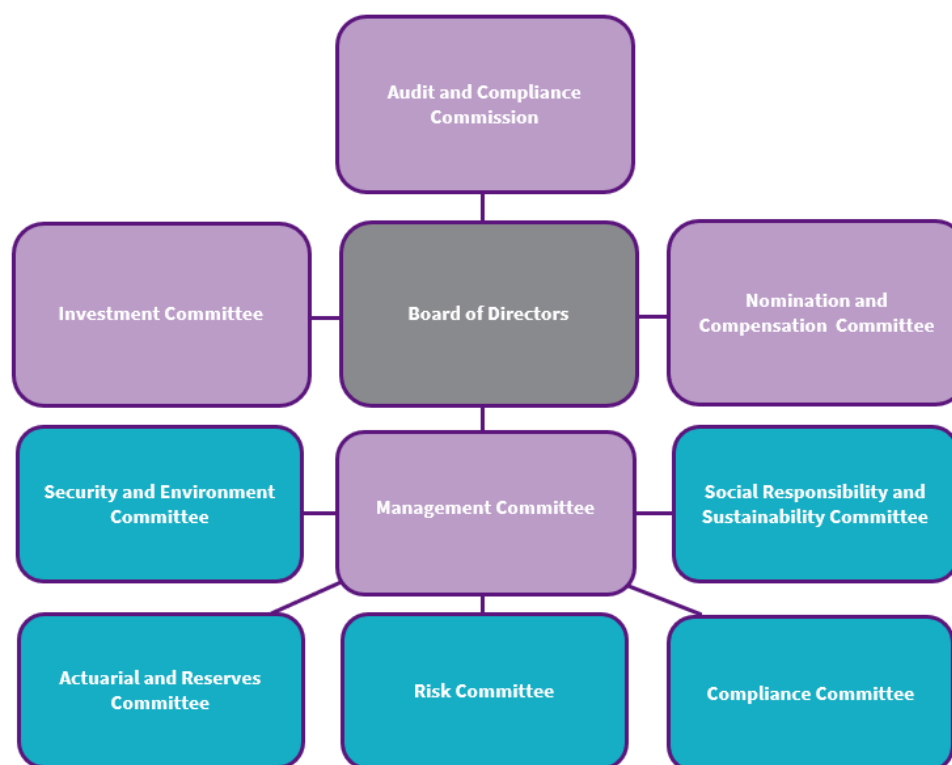 Audit and Compliance
Commission
Investment Committee
Board of Directors
Nomination and
Compensation  Committee
Security and Environment
Committee
Management Committee
Social Responsibility and
Sustainability Committee
Actuarial and Reserves
Committee
Risk Committee
Compliance Committee